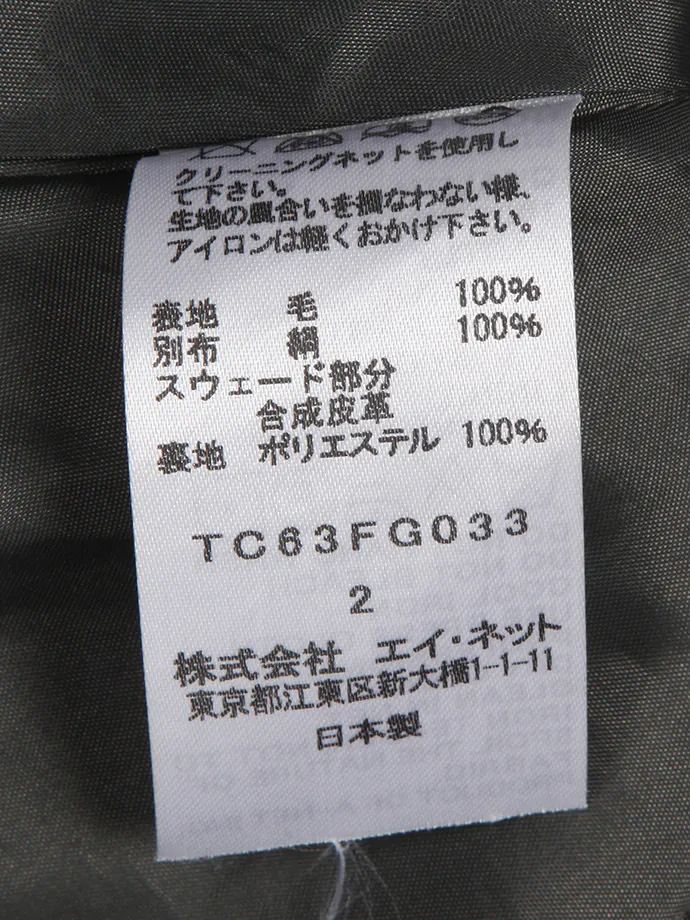 クリーニングネットを使用し
て下さい。
生地の風合いを損なわない様、
アイロンは軽くおかけ下さい。
表地 毛 100%
別布 絹 100%
スウェード部分
合成皮革
裏地 ポリエステル 100%
TC63FG033
2
株式会社 エイ・ネット
東京都江東区新大橋1-1-11
日本製